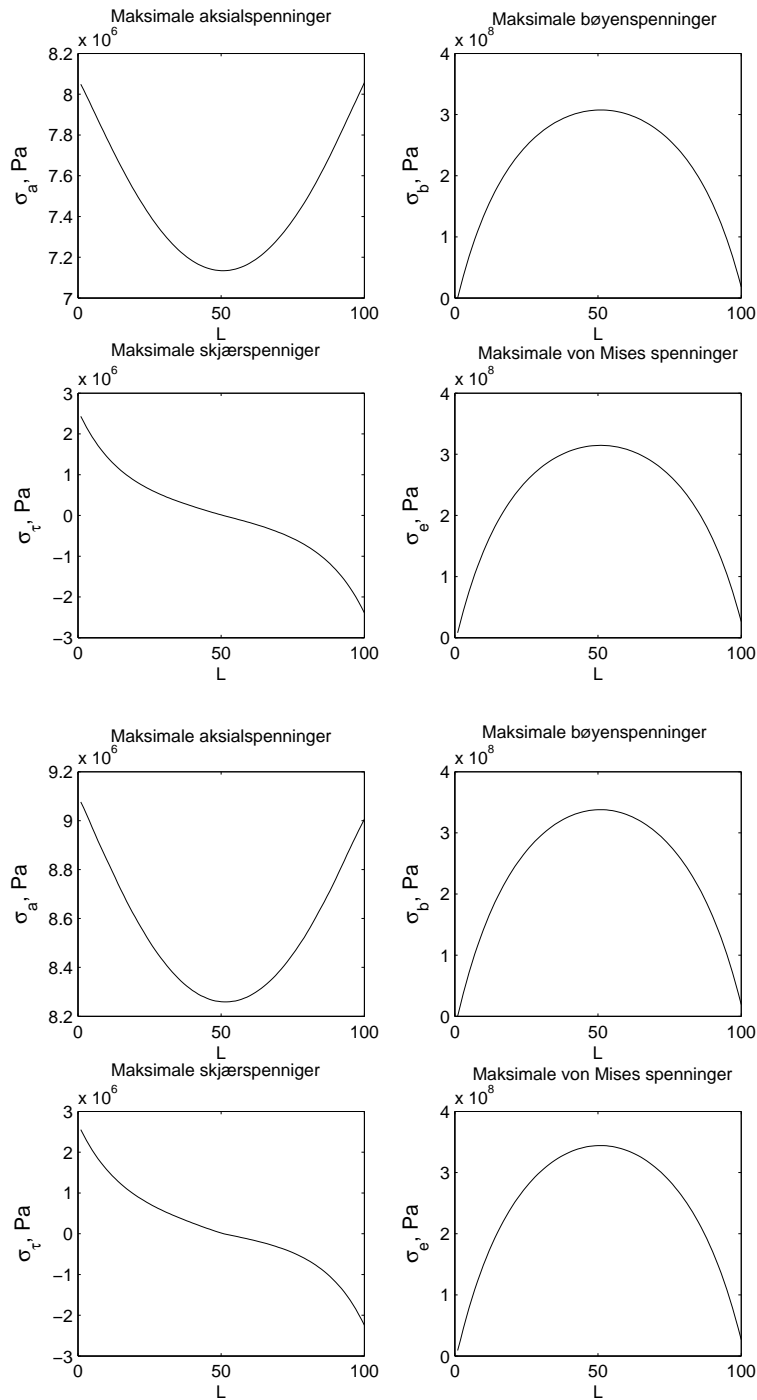 Maksimale aksialspenninger
x 10^6
8.2
8
7.8
7.6
7.4
7.2
7
σ_a, Pa
0
50
100
L
Maksimale bøyenspenninger
x 10^8
4
3
2
1
0
σ_b, Pa
0
50
100
L
Maksimale skjærspenniger
x 10^6
3
2
1
0
−1
−2
−3
σ_τ, Pa
0
50
100
L
Maksimale von Mises spenninger
x 10^8
4
3
2
1
0
σ_e, Pa
0
50
100
L
Maksimale aksialspenninger
x 10^6
9.2
9
8.8
8.6
8.4
8.2
σ_a, Pa
0
50
100
L
Maksimale bøyenspenninger
x 10^8
4
3
2
1
0
σ_b, Pa
0
50
100
L
Maksimale skjærspenniger
x 10^6
3
2
1
0
−1
−2
−3
σ_τ, Pa
0
50
100
L
Maksimale von Mises spenninger
x 10^8
4
3
2
1
0
σ_e, Pa
0
50
100
L